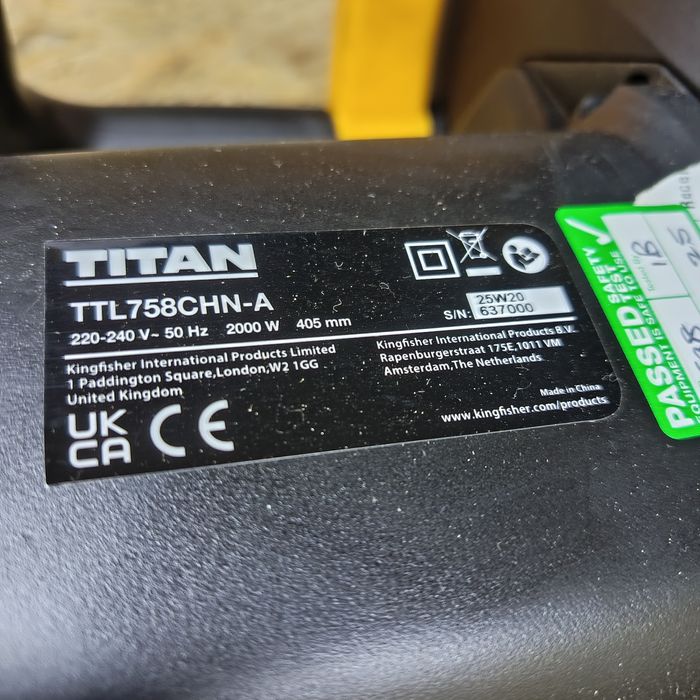 TITAN
TTL758CHN-A
220-240 V~ 50 Hz 2000 W 405 mm
S/N: 25W20
637000
Kingfisher International Products Limited
1 Paddington Square,London,W2 1GG
United Kingdom
Kingfisher International Products B.V.
Rapenburgerstraat 175E,1011 VM
Amsterdam,The Netherlands
UK
CA CE
Made in China
www.kingfisher.com/products
PASSED
SAFETY
TEST
EQUIPMENT IS SAFE TO USE